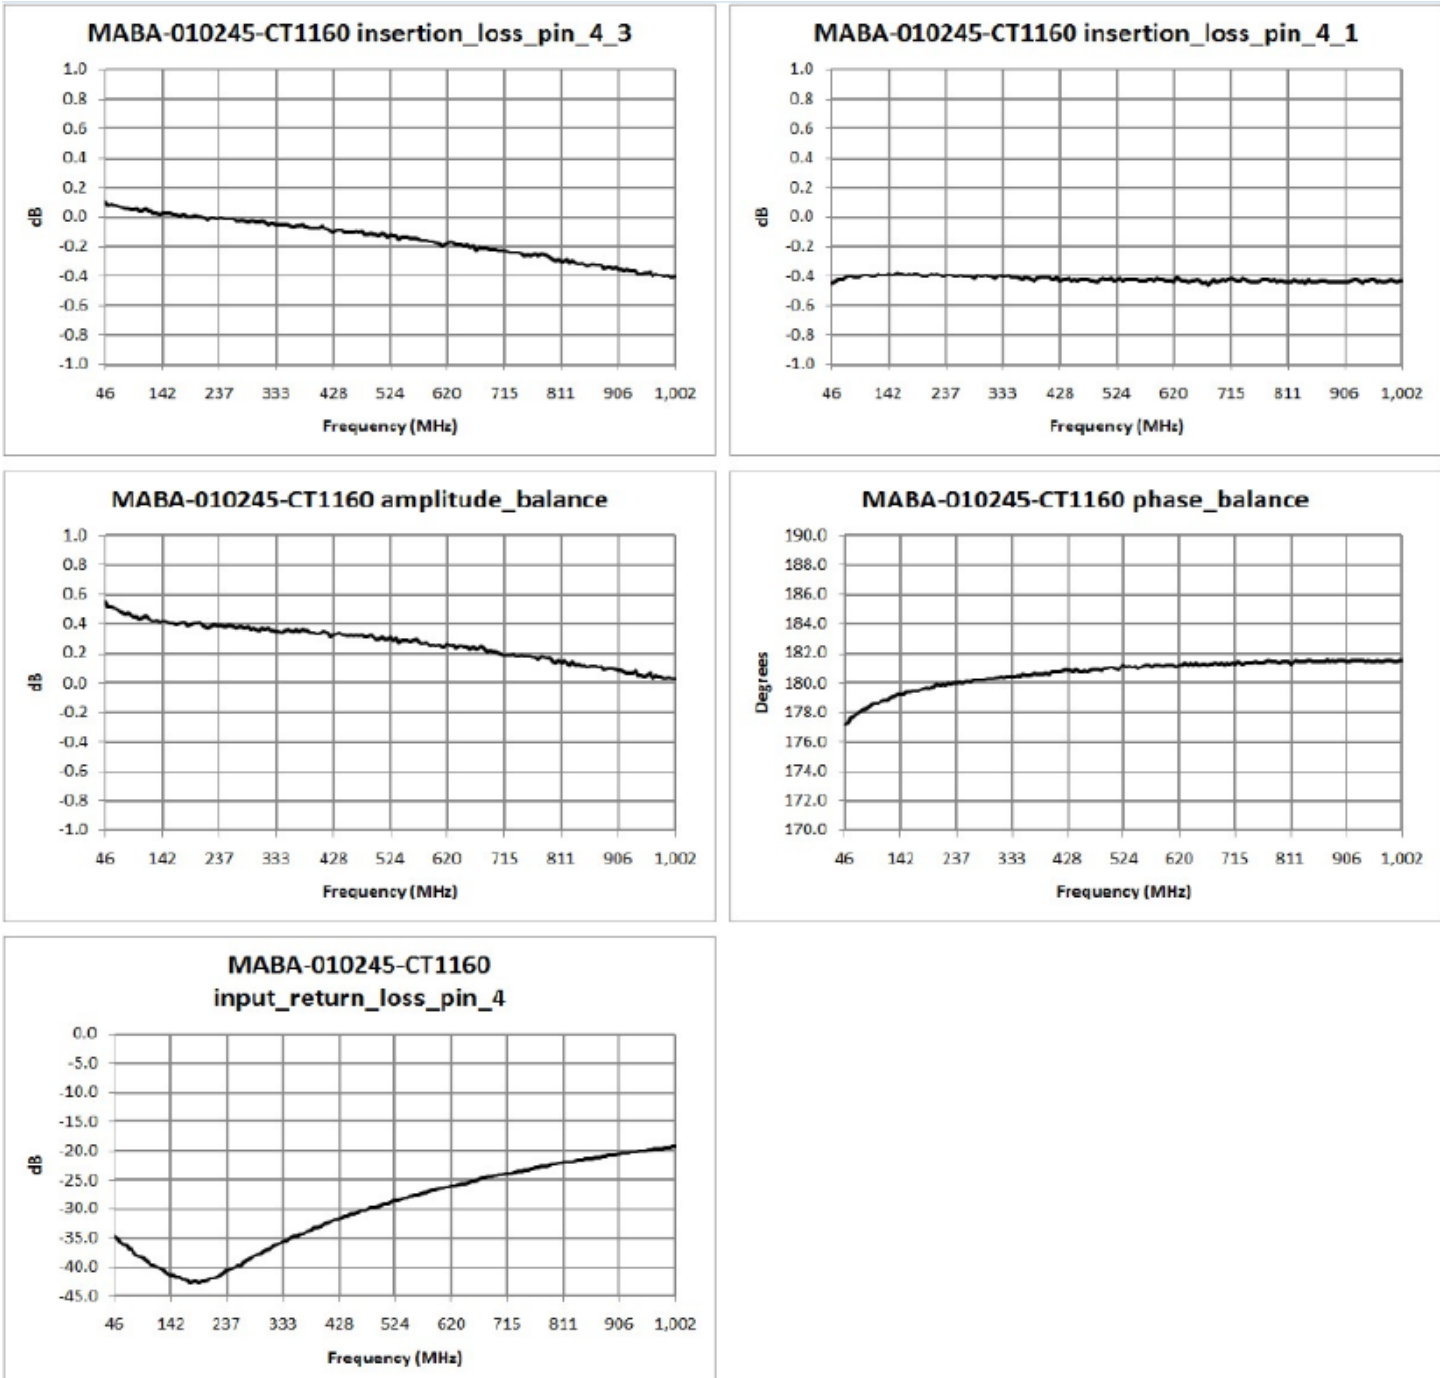 MABA-010245-CT1160 insertion_loss_pin_4_3
1.0
0.8
0.6
0.4
0.2
0.0
-0.2
-0.4
-0.6
-0.8
-1.0
dB
46 142 237 333 428 524 620 715 811 906 1,002
Frequency (MHz)
MABA-010245-CT1160 insertion_loss_pin_4_1
1.0
0.8
0.6
0.4
0.2
0.0
-0.2
-0.4
-0.6
-0.8
-1.0
dB
46 142 237 333 428 524 620 715 811 906 1,002
Frequency (MHz)
MABA-010245-CT1160 amplitude_balance
1.0
0.8
0.6
0.4
0.2
0.0
-0.2
-0.4
-0.6
-0.8
-1.0
dB
46 142 237 333 428 524 620 715 811 906 1,002
Frequency (MHz)
MABA-010245-CT1160 phase_balance
190.0
188.0
186.0
184.0
182.0
180.0
178.0
176.0
174.0
172.0
170.0
Degrees
46 142 237 333 428 524 620 715 811 906 1,002
Frequency (MHz)
MABA-010245-CT1160
input_return_loss_pin_4
0.0
-5.0
-10.0
-15.0
-20.0
-25.0
-30.0
-35.0
-40.0
-45.0
dB
46 142 237 333 428 524 620 715 811 906 1,002
Frequency (MHz)